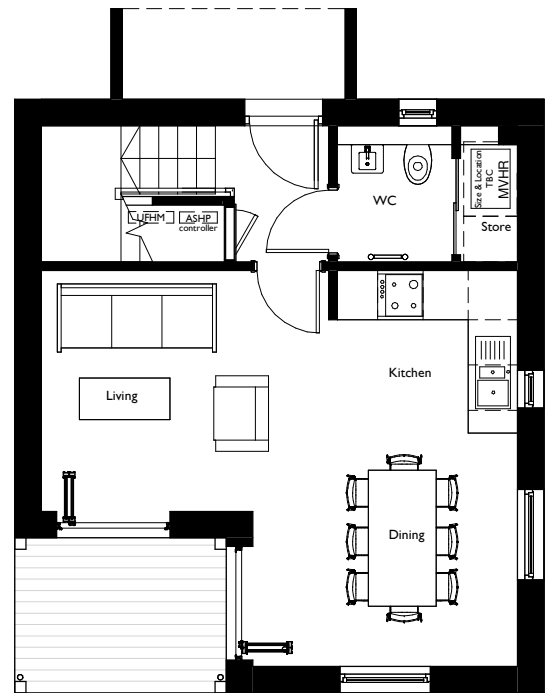 UFHM
ASHP
controller
WC
Size & Location
TBC
MVHR
Store
Living
Kitchen
Dining